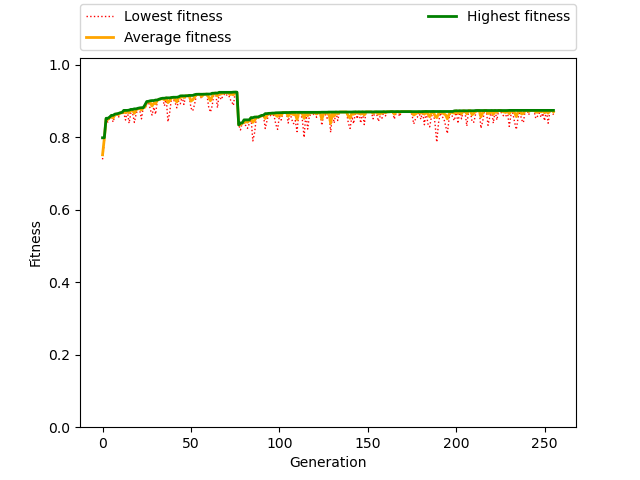 Lowest fitness
Average fitness
Highest fitness
1.0
0.8
0.6
0.4
0.2
0.0
Fitness
0 50 100 150 200 250
Generation